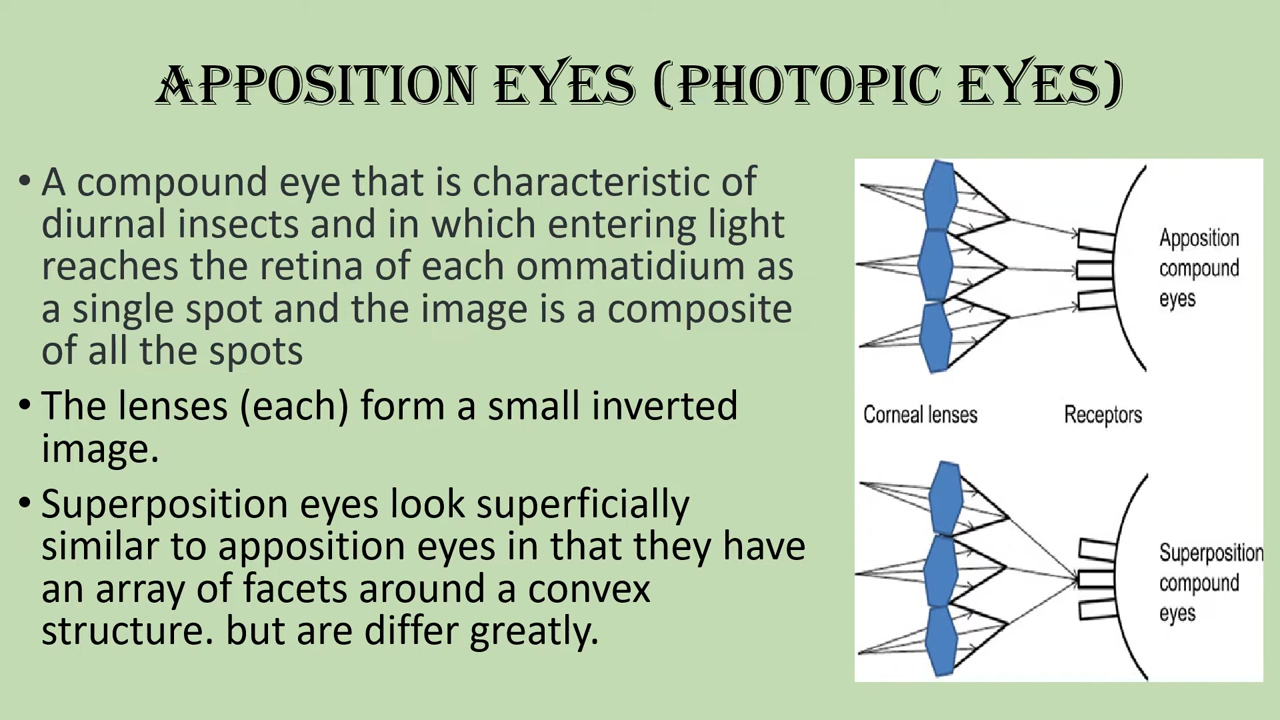 APPOSITION EYES (PHOTOPIC EYES)
• A compound eye that is characteristic of
diurnal insects and in which entering light
reaches the retina of each ommatidium as
a single spot and the image is a composite
of all the spots
• The lenses (each) form a small inverted
image.
• Superposition eyes look superficially
similar to apposition eyes in that they have
an array of facets around a convex
structure. but are differ greatly.
Apposition
compound
eyes
Corneal lenses
Receptors
Superposition
compound
eyes